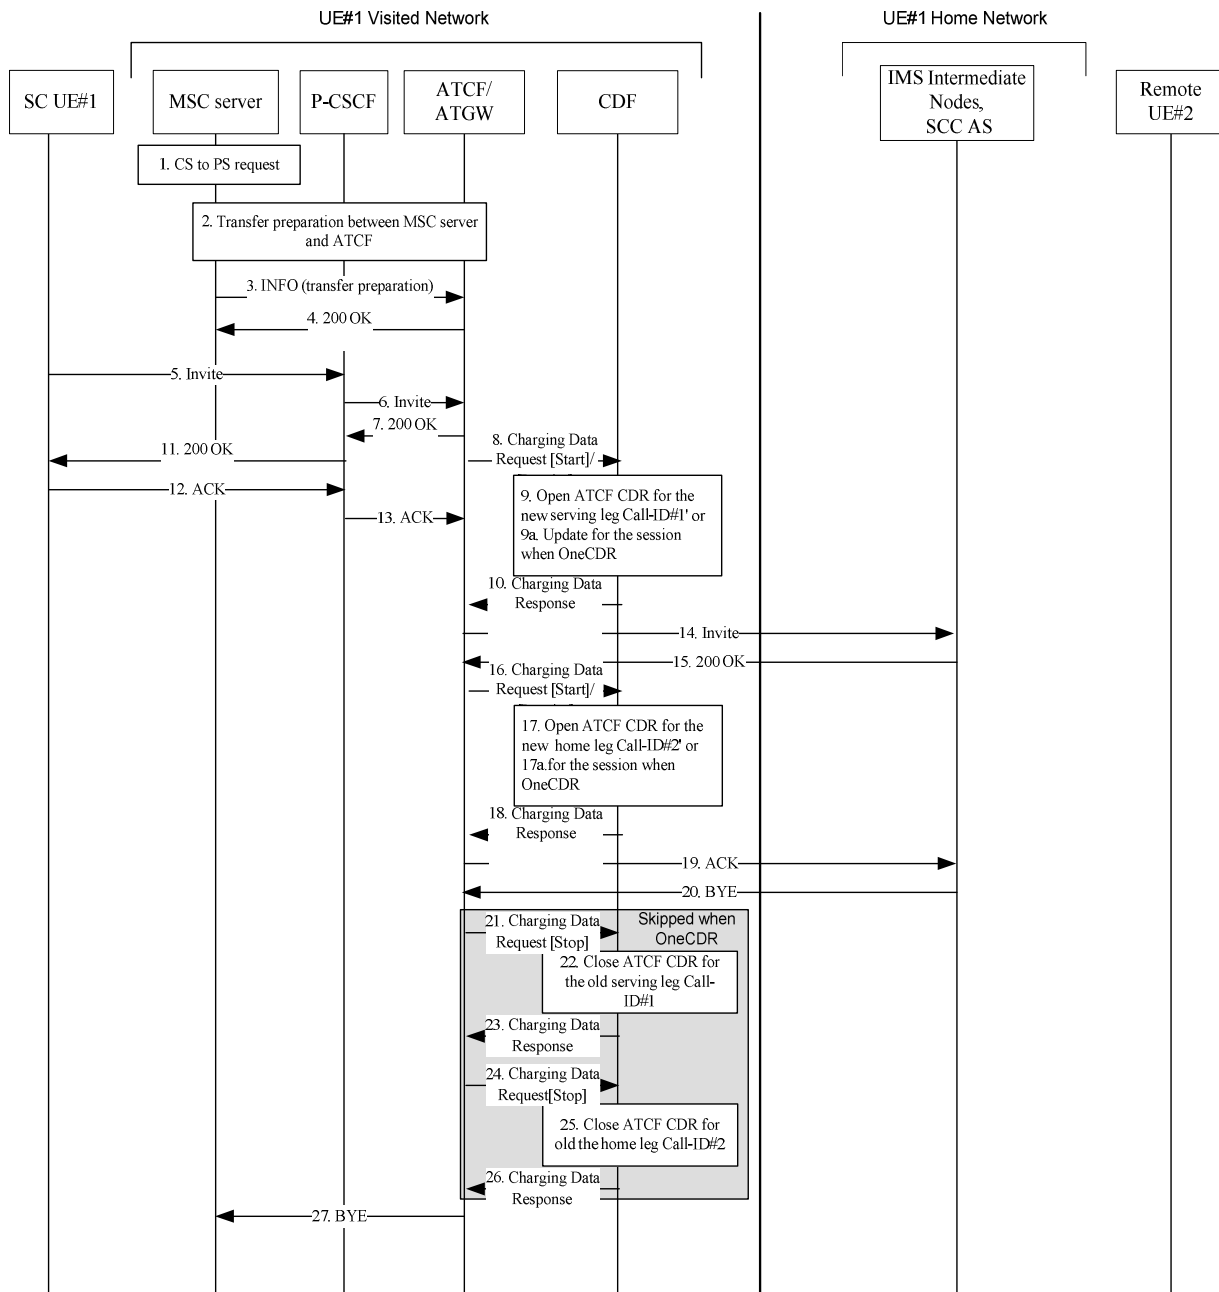 UE#1 Visited Network
UE#1 Home Network
SC UE#1
MSC server
P-CSCF
ATCF/
ATGW
CDF
IMS Intermediate
Nodes,
SCC AS
Remote
UE#2
1. CS to PS request
2. Transfer preparation between MSC server
and ATCF
3. INFO (transfer preparation)
4. 200 OK
5. Invite
6. Invite
7. 200 OK
8. Charging Data
Request [Start]/
11. 200 OK
12. ACK
9. Open ATCF CDR for the
new serving leg Call-ID#1' or
9a. Update for the session
when OneCDR
13. ACK
10. Charging Data
Response
14. Invite
15. 200 OK
16. Charging Data
Request [Start]/
17. Open ATCF CDR for the
new home leg Call-ID#2' or
17a.for the session when
OneCDR
18. Charging Data
Response
19. ACK
20. BYE
Skipped when
OneCDR
21. Charging Data
Request [Stop]
22. Close ATCF CDR for
the old serving leg Call-
ID#1
23. Charging Data
Response
24. Charging Data
Request[Stop]
25. Close ATCF CDR for
old the home leg Call-ID#2
26. Charging Data
Response
27. BYE